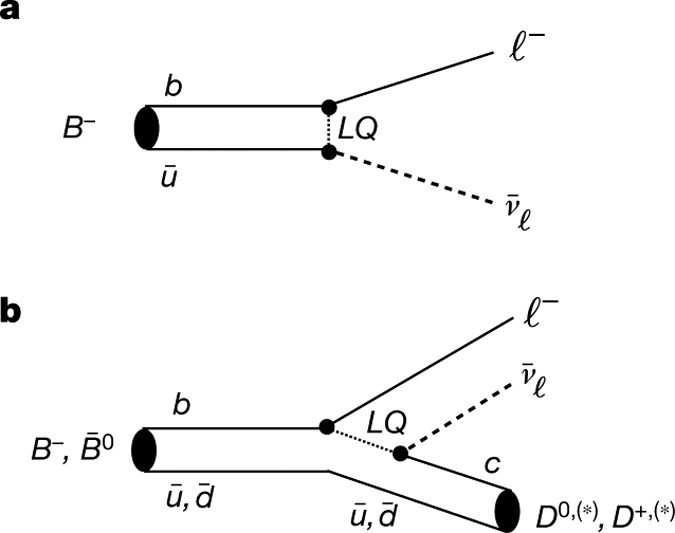 a
ℓ⁻
b
B⁻
LQ
ū
ν̄ℓ
b
ℓ⁻
ν̄ℓ
b
LQ
B⁻, B̄⁰
c
ū, d̄
ū, d̄
D⁰,⁽*⁾, D⁺,⁽*⁾